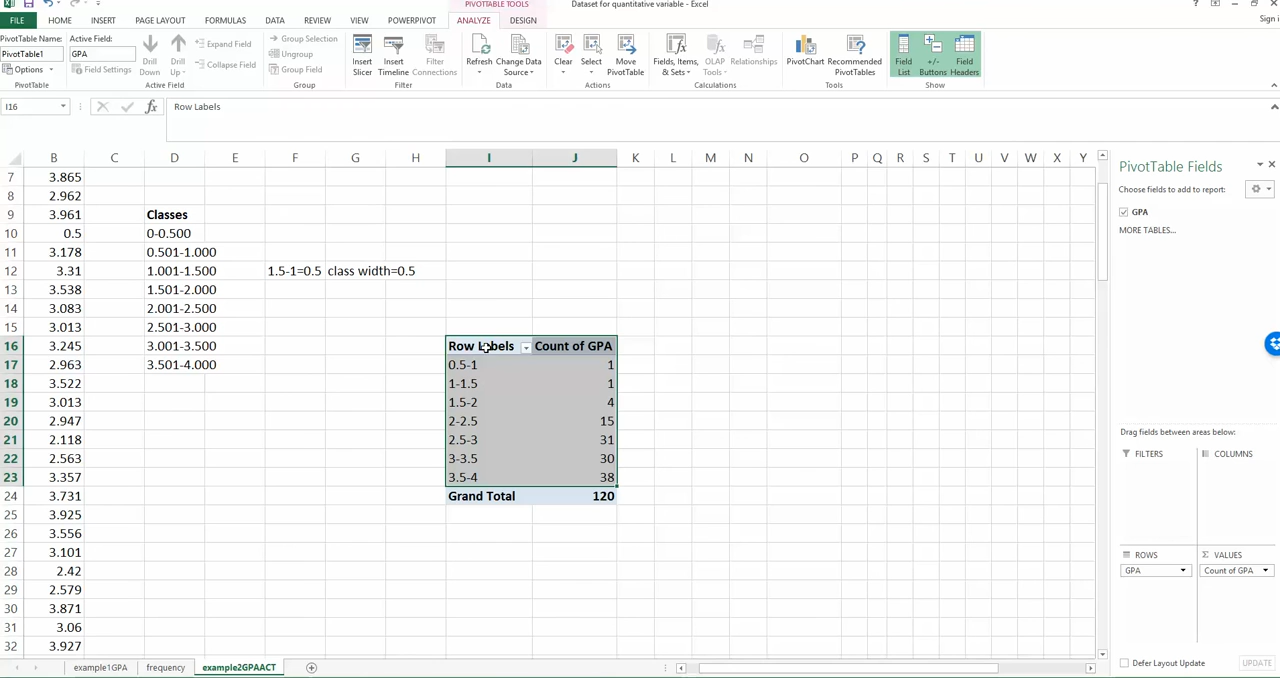 PIVOTTABLE TOOLS
Dataset for quantitative variable - Excel
FILE HOME INSERT PAGE LAYOUT FORMULAS DATA REVIEW VIEW POWERPIVOT ANALYZE DESIGN Sign i
PivotTable Name: Active Field:
PivotTable1 GPA
Options Field Settings
Drill Down Drill Up
Expand Field
Collapse Field
Group Selection
Ungroup
Group Field
Insert Slicer Insert Timeline Filter Connections
Refresh Change Data Source
Clear Select Move PivotTable
Fields, Items, & Sets OLAP Tools Relationships
PivotChart Recommended PivotTables
Field List +/- Buttons Field Headers
PivotTable Active Field Group Filter Data Actions Calculations Tools Show
I16 fx Row Labels
B C D E F G H I J K L M N O P Q R S T U V W X Y
7 3.865
8 2.962
9 3.961 Classes
10 0.5 0-0.500
11 3.178 0.501-1.000
12 3.31 1.001-1.500 1.5-1=0.5 class width=0.5
13 3.538 1.501-2.000
14 3.083 2.001-2.500
15 3.013 2.501-3.000
16 3.245 3.001-3.500 Row Labels Count of GPA
17 2.963 3.501-4.000 0.5-1 1
18 3.522 1-1.5 1
19 3.013 1.5-2 4
20 2.947 2-2.5 15
21 2.118 2.5-3 31
22 2.563 3-3.5 30
23 3.357 3.5-4 38
24 3.731 Grand Total 120
25 3.925
26 3.556
27 3.101
28 2.42
29 2.579
30 3.871
31 3.06
32 3.927
example1GPA frequency example2GPAACT
PivotTable Fields
Choose fields to add to report:
GPA
MORE TABLES...
Drag fields between areas below:
FILTERS COLUMNS
ROWS VALUES
GPA Count of GPA
Defer Layout Update UPDATE